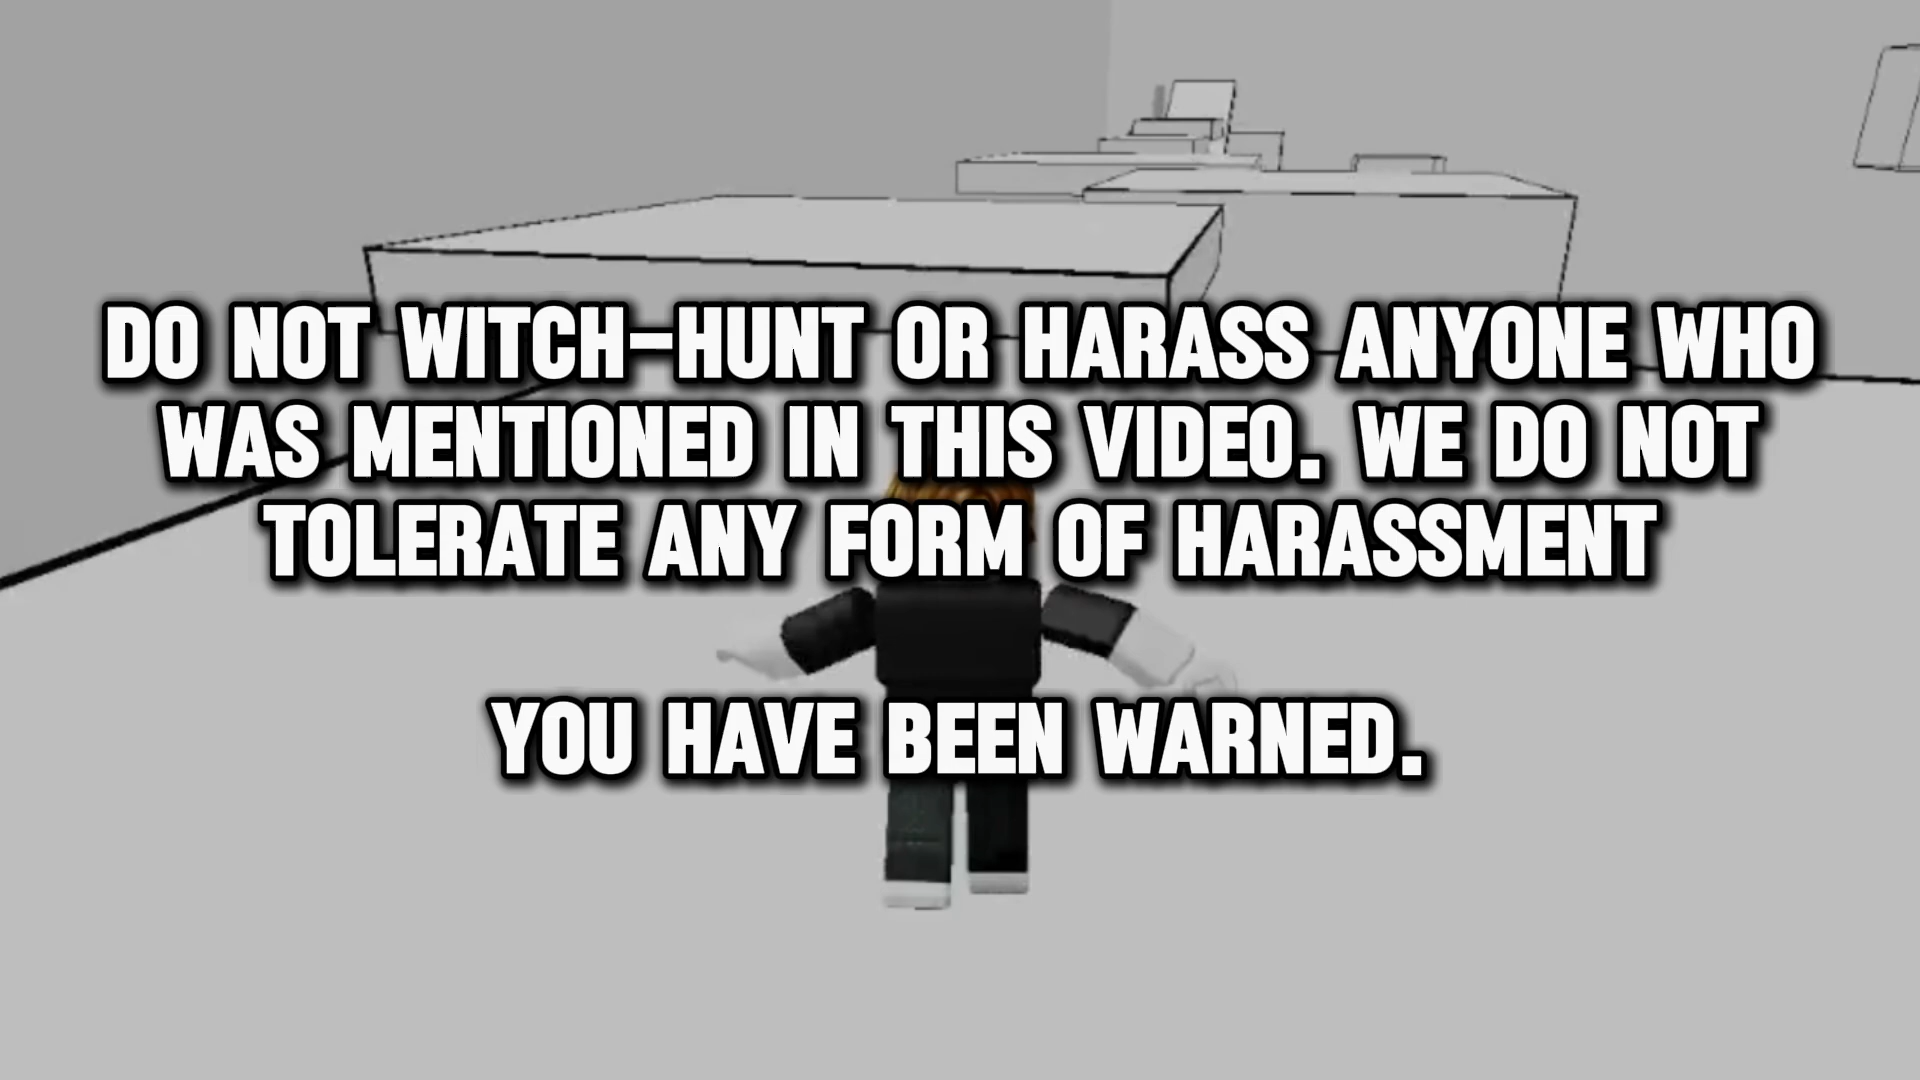 DO NOT WITCH-HUNT OR HARASS ANYONE WHO
WAS MENTIONED IN THIS VIDEO. WE DO NOT
TOLERATE ANY FORM OF HARASSMENT
YOU HAVE BEEN WARNED.